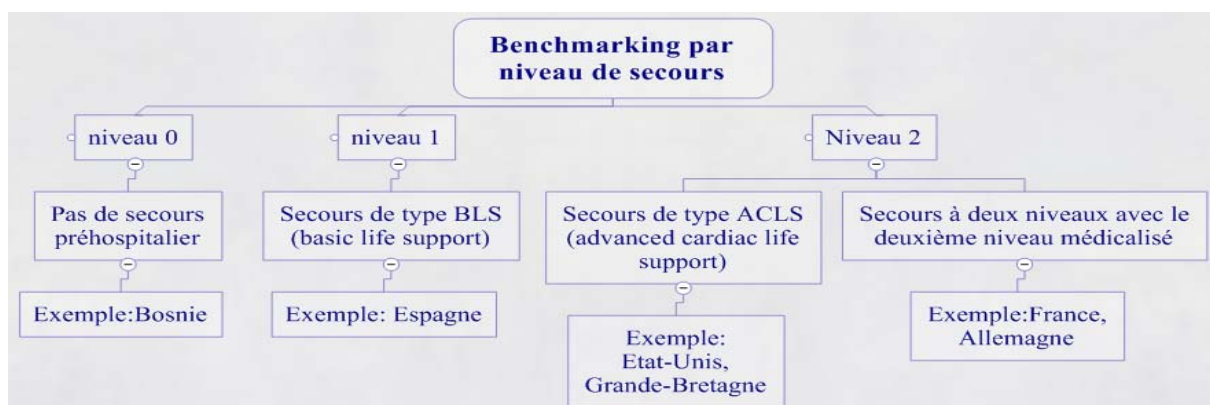 Benchmarking par
niveau de secours
niveau 0
niveau 1
Niveau 2
Pas de secours
préhospitalier
Secours de type BLS
(basic life support)
Secours de type ACLS
(advanced cardiac life
support)
Secours à deux niveaux avec le
deuxième niveau médicalisé
Exemple:Bosnie
Exemple: Espagne
Exemple:
Etat-Unis,
Grande-Bretagne
Exemple:France,
Allemagne